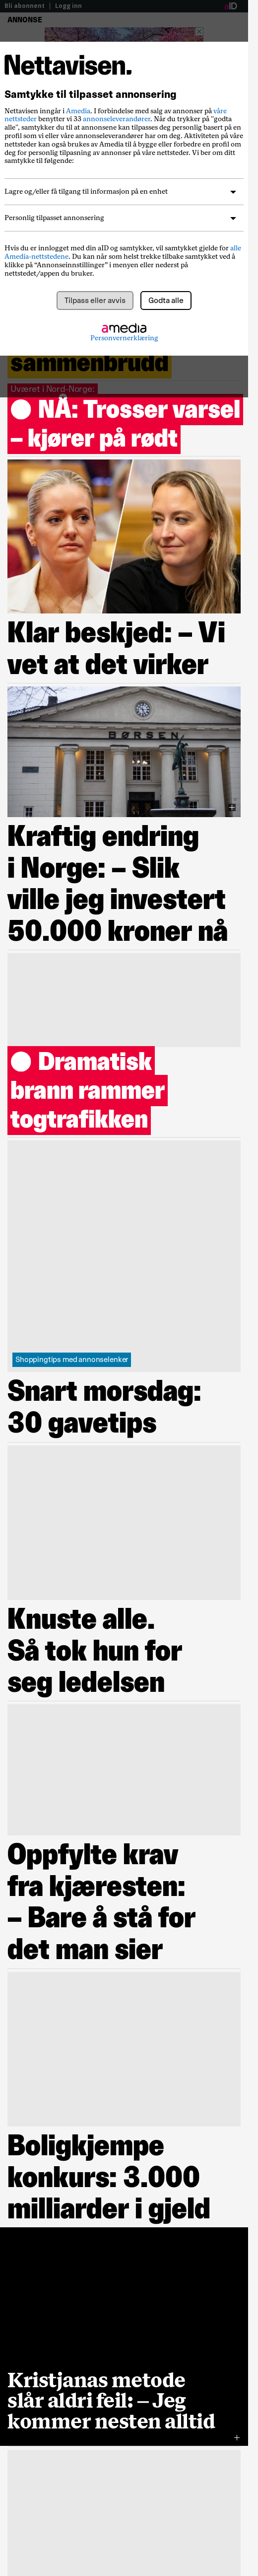 Bli abonnent | Logg inn
aID
ANNONSE
Nettavisen.
Samtykke til tilpasset annonsering
Nettavisen inngår i Amedia. I forbindelse med salg av annonser på våre
nettsteder benytter vi 33 annonseleverandører. Når du trykker på "godta
alle", samtykker du til at annonsene kan tilpasses deg personlig basert på en
profil som vi eller våre annonseleverandører har om deg. Aktiviteten på våre
nettsteder kan også brukes av Amedia til å bygge eller forbedre en profil om
deg for personlig tilpasning av annonser på våre nettsteder. Vi ber om ditt
samtykke til følgende:
Lagre og/eller få tilgang til informasjon på en enhet
Personlig tilpasset annonsering
Hvis du er innlogget med din aID og samtykker, vil samtykket gjelde for alle
Amedia-nettstedene. Du kan når som helst trekke tilbake samtykket ved å
klikke på “Annonseinnstillinger” i menyen eller nederst på
nettstedet/appen du bruker.
Tilpass eller avvis
Godta alle
amedia
Personvernerklæring
sammenbrudd
Uværet i Nord-Norge:
NÅ: Trosser varsel
– kjører på rødt
Klar beskjed: – Vi
vet at det virker
BØRSEN
Kraftig endring
i Norge: – Slik
ville jeg investert
50.000 kroner nå
Dramatisk
brann rammer
togtrafikken
Shoppingtips med annonselenker
Snart morsdag:
30 gavetips
Knuste alle.
Så tok hun for
seg ledelsen
Oppfylte krav
fra kjæresten:
– Bare å stå for
det man sier
Boligkjempe
konkurs: 3.000
milliarder i gjeld
Kristjanas metode
slår aldri feil: – Jeg
kommer nesten alltid